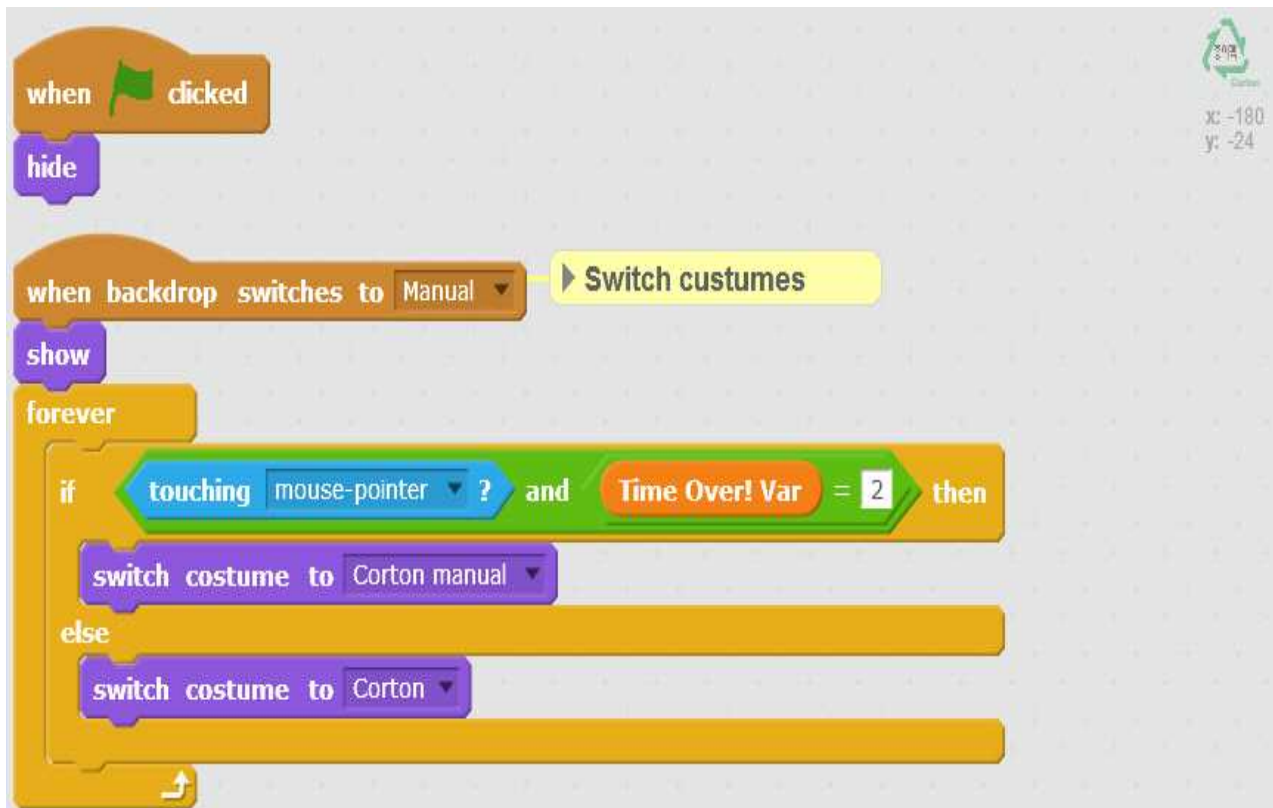 when clicked
hide
x: -180
y: -24
when backdrop switches to Manual
Switch custumes
show
forever
if touching mouse-pointer ? and Time Over! Var = 2 then
switch costume to Corton manual
else
switch costume to Corton